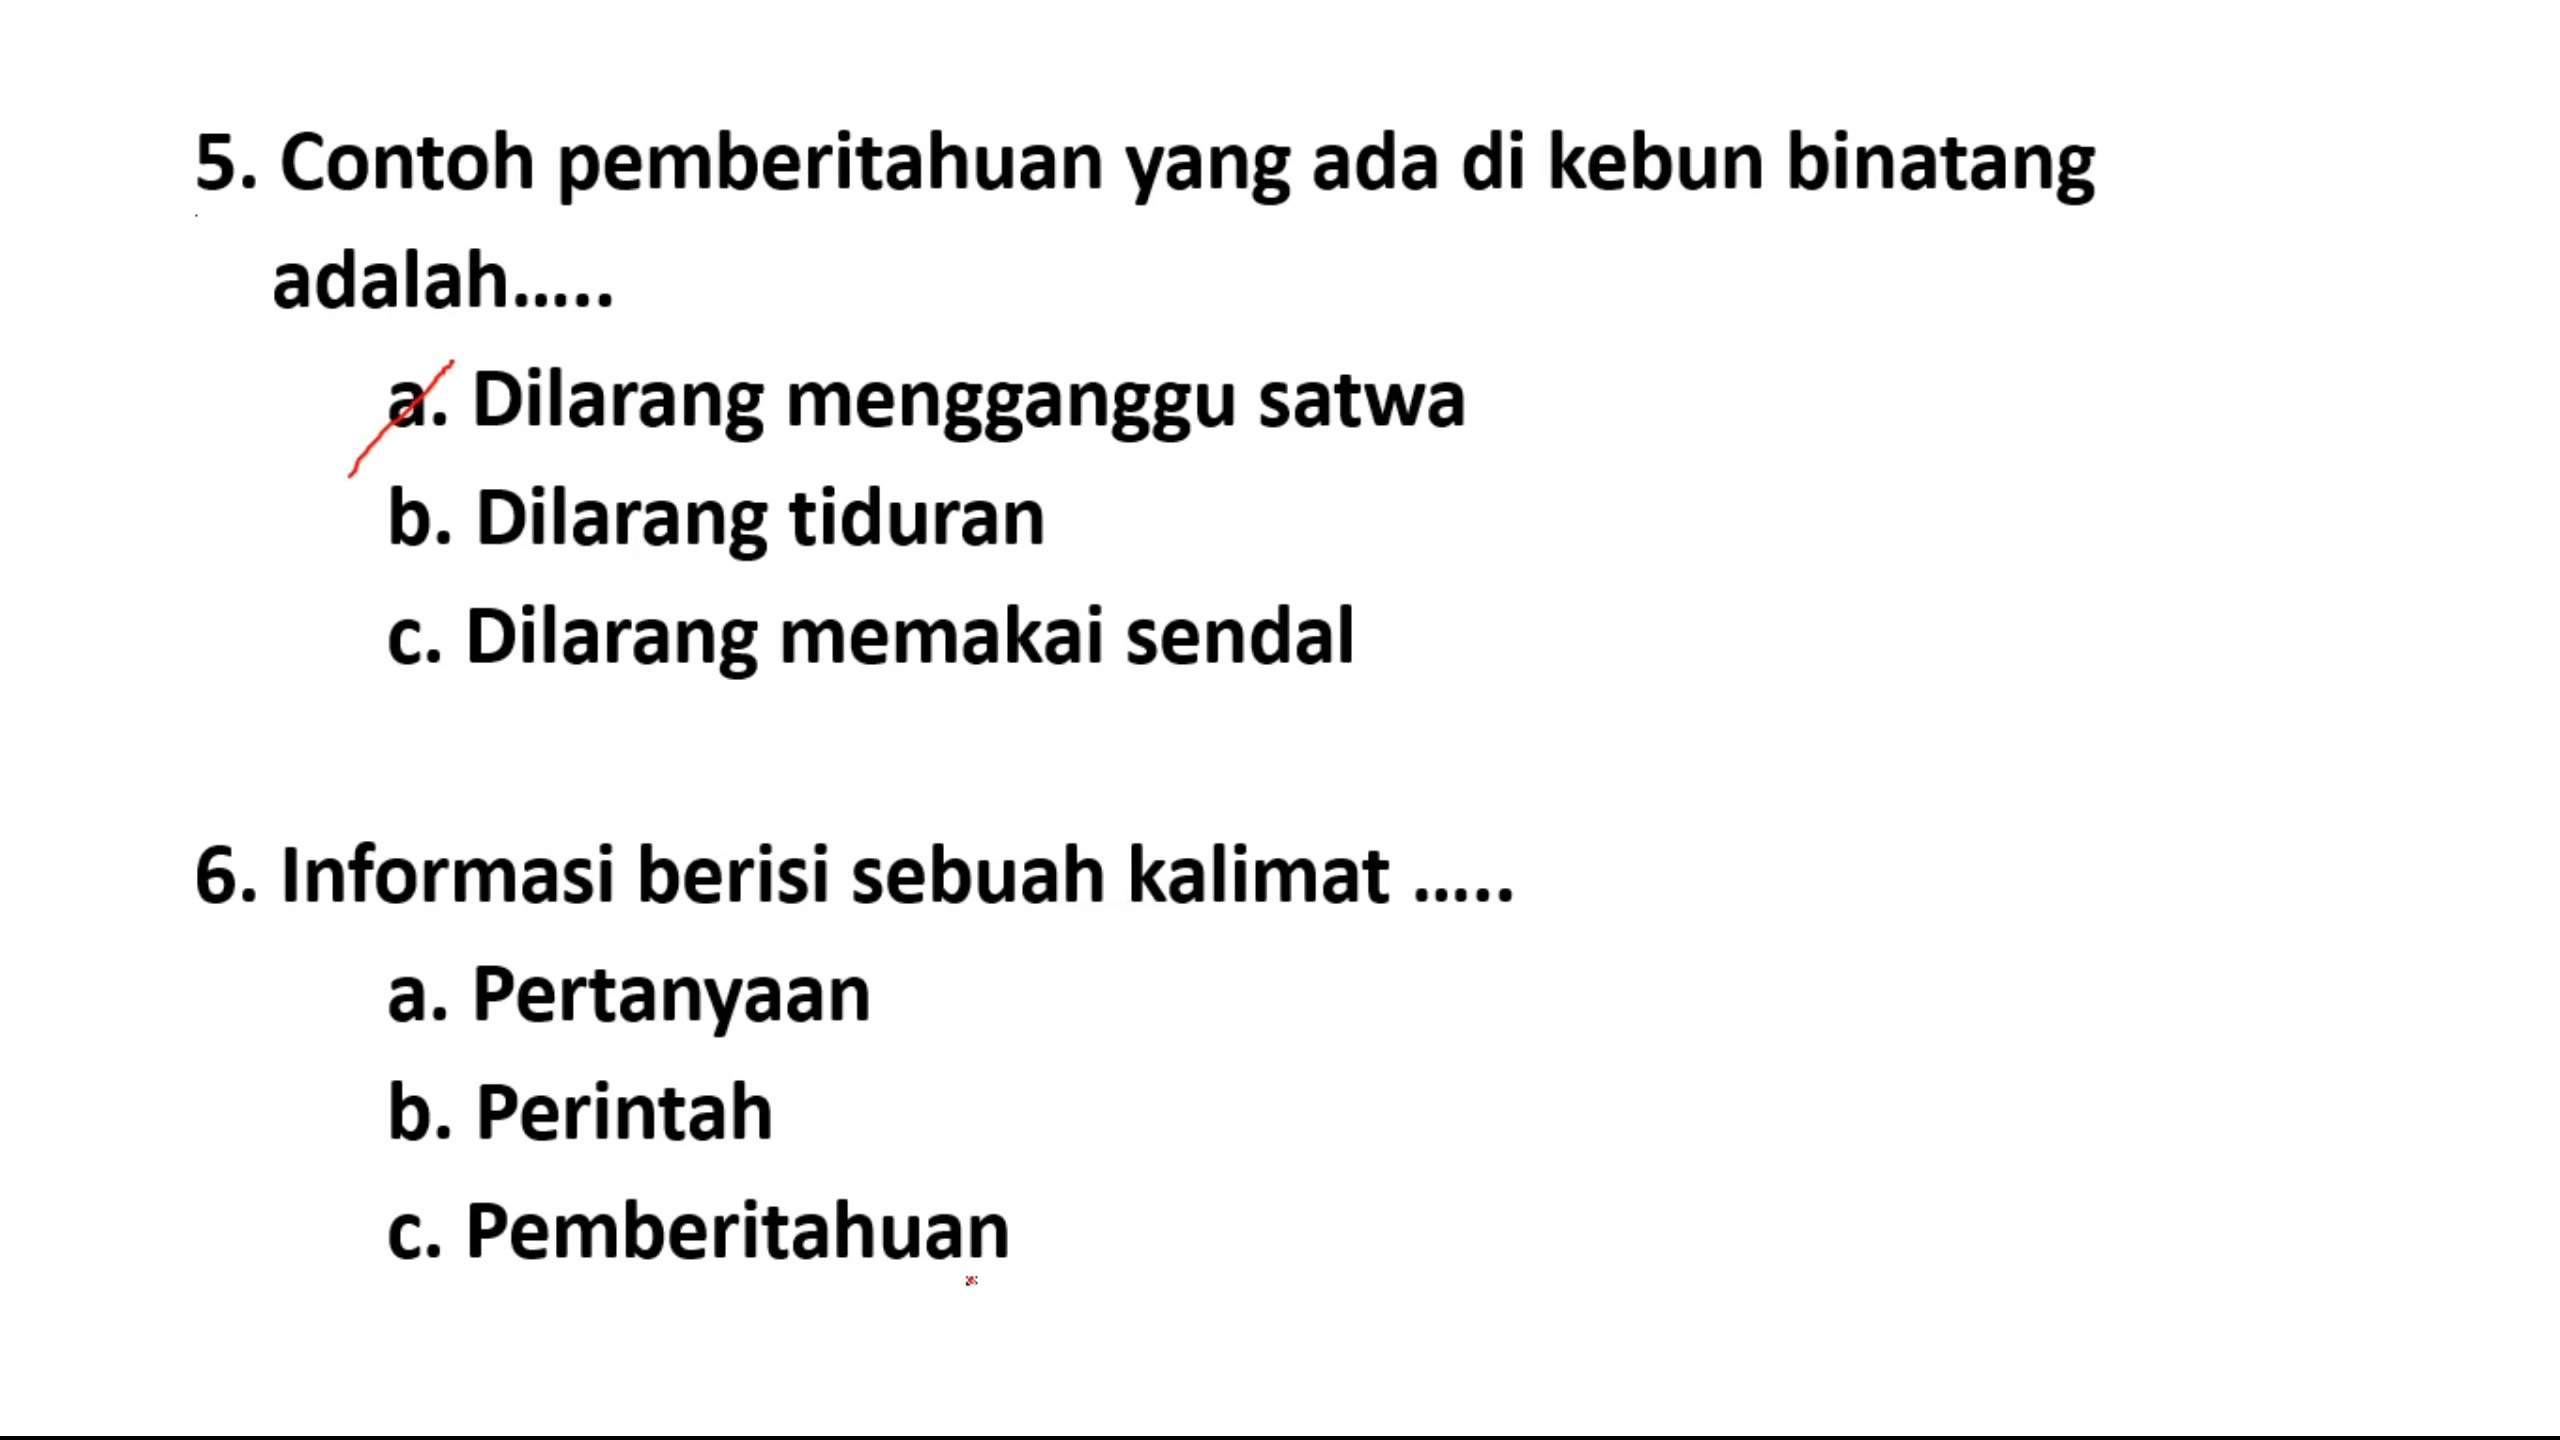 5. Contoh pemberitahuan yang ada di kebun binatang
adalah.....
a. Dilarang mengganggu satwa
b. Dilarang tiduran
c. Dilarang memakai sendal
6. Informasi berisi sebuah kalimat .....
a. Pertanyaan
b. Perintah
c. Pemberitahuan